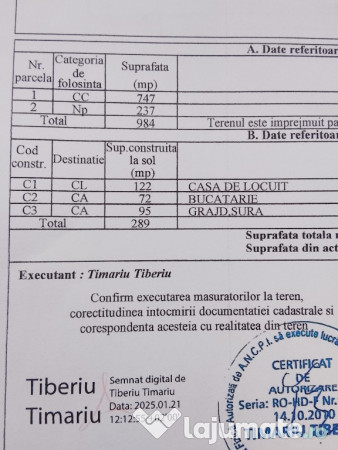 A. Date referitoar
Nr. parcela Categoria de folosinta Suprafata (mp)
1 CC 747
2 Np 237
Total 984 Terenul este imprejmuit pa
B. Date referitoar
Cod constr. Destinatie Sup.construita la sol (mp)
C1 CL 122 CASA DE LOCUIT
C2 CA 72 BUCATARIE
C3 CA 95 GRAJD,SURA
Total 289
Suprafata totala
Suprafata din act
Executant : Timariu Tiberiu
Confirm executarea masuratorilor la teren,
corectitudinea intocmirii documentatiei cadastrale si
corespondenta acesteia cu realitatea din teren
Tiberiu
Timariu
Semnat digital de
Tiberiu Timariu
Data: 2025.01.21
A.N.C.P.I. să execute lucra
CERTIFICAT
DE
AUTORIZARE
Seria: RO-HD-F Nr.
14.10.2010
lajumate.ro